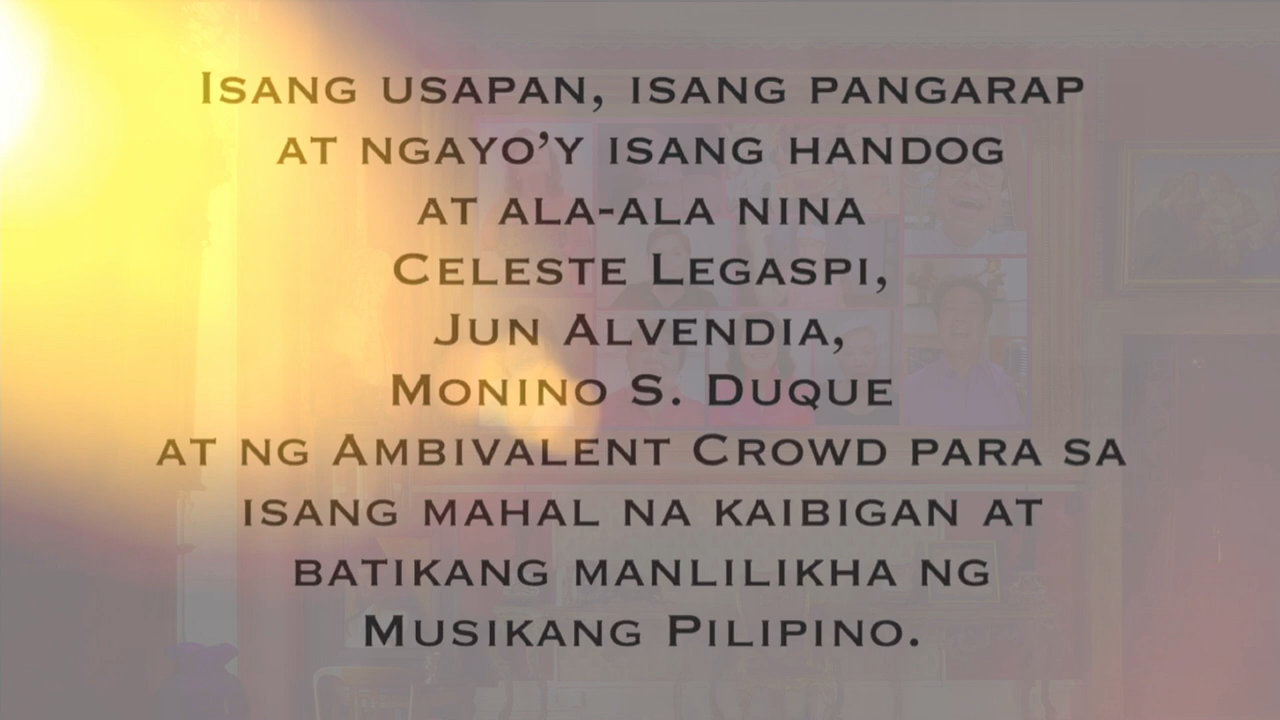 Isang usapan, isang pangarap
at ngayo’y isang handog
at ala-ala nina
Celeste Legaspi,
Jun Alvendia,
Monino S. Duque
at ng Ambivalent Crowd para sa
isang mahal na kaibigan at
batikang manlilikha ng
Musikang Pilipino.